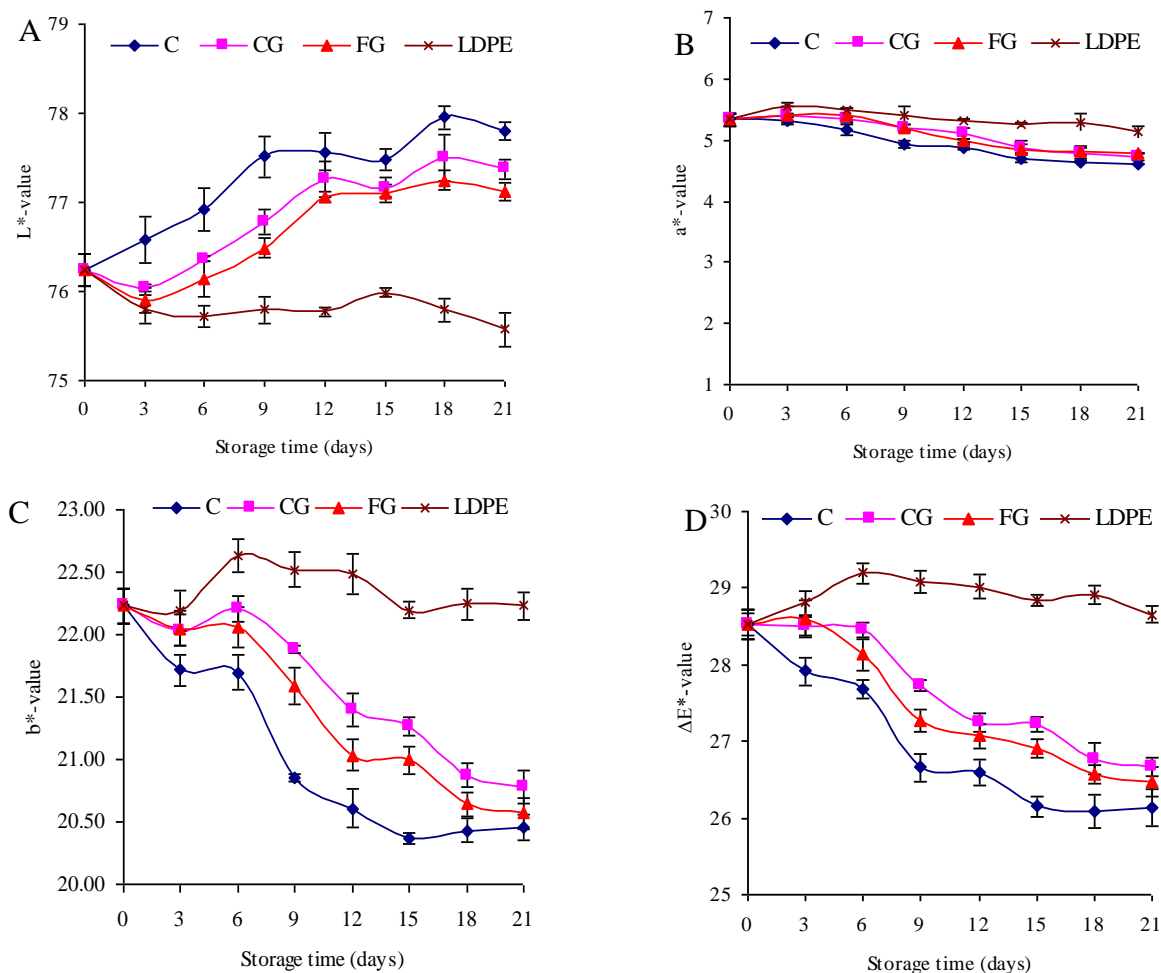 A
C CG FG LDPE
79
78
77
76
75
L*-value
0 3 6 9 12 15 18 21
Storage time (days)
B
C CG FG LDPE
7
6
5
4
3
2
1
a*-value
0 3 6 9 12 15 18 21
Storage time (days)
C
C CG FG LDPE
23.00
22.50
22.00
21.50
21.00
20.50
20.00
b*-value
0 3 6 9 12 15 18 21
Storage time (days)
D
C CG FG LDPE
30
29
28
27
26
25
ΔE*-value
0 3 6 9 12 15 18 21
Storage time (days)